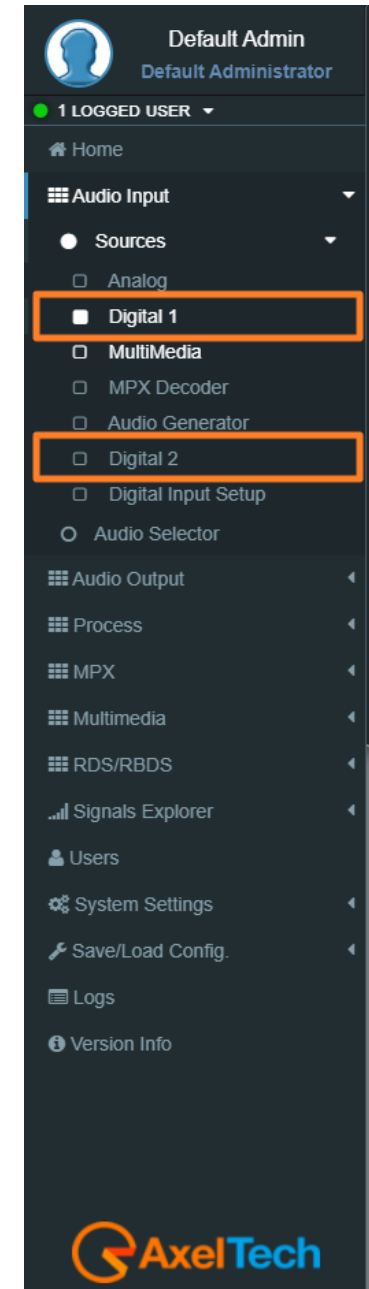 Default Admin
Default Administrator
1 LOGGED USER
Home
Audio Input
Sources
Analog
Digital 1
MultiMedia
MPX Decoder
Audio Generator
Digital 2
Digital Input Setup
Audio Selector
Audio Output
Process
MPX
Multimedia
RDS/RBDS
Signals Explorer
Users
System Settings
Save/Load Config.
Logs
Version Info
AxelTech